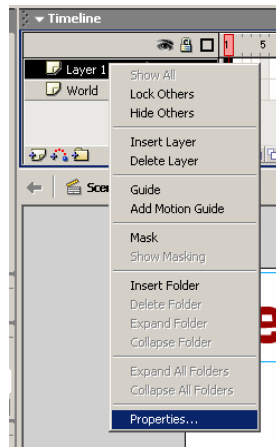 Timeline
1 5
Layer 1
World
Show All
Lock Others
Hide Others
Insert Layer
Delete Layer
Guide
Add Motion Guide
Mask
Show Masking
Insert Folder
Delete Folder
Expand Folder
Collapse Folder
Expand All Folders
Collapse All Folders
Properties...